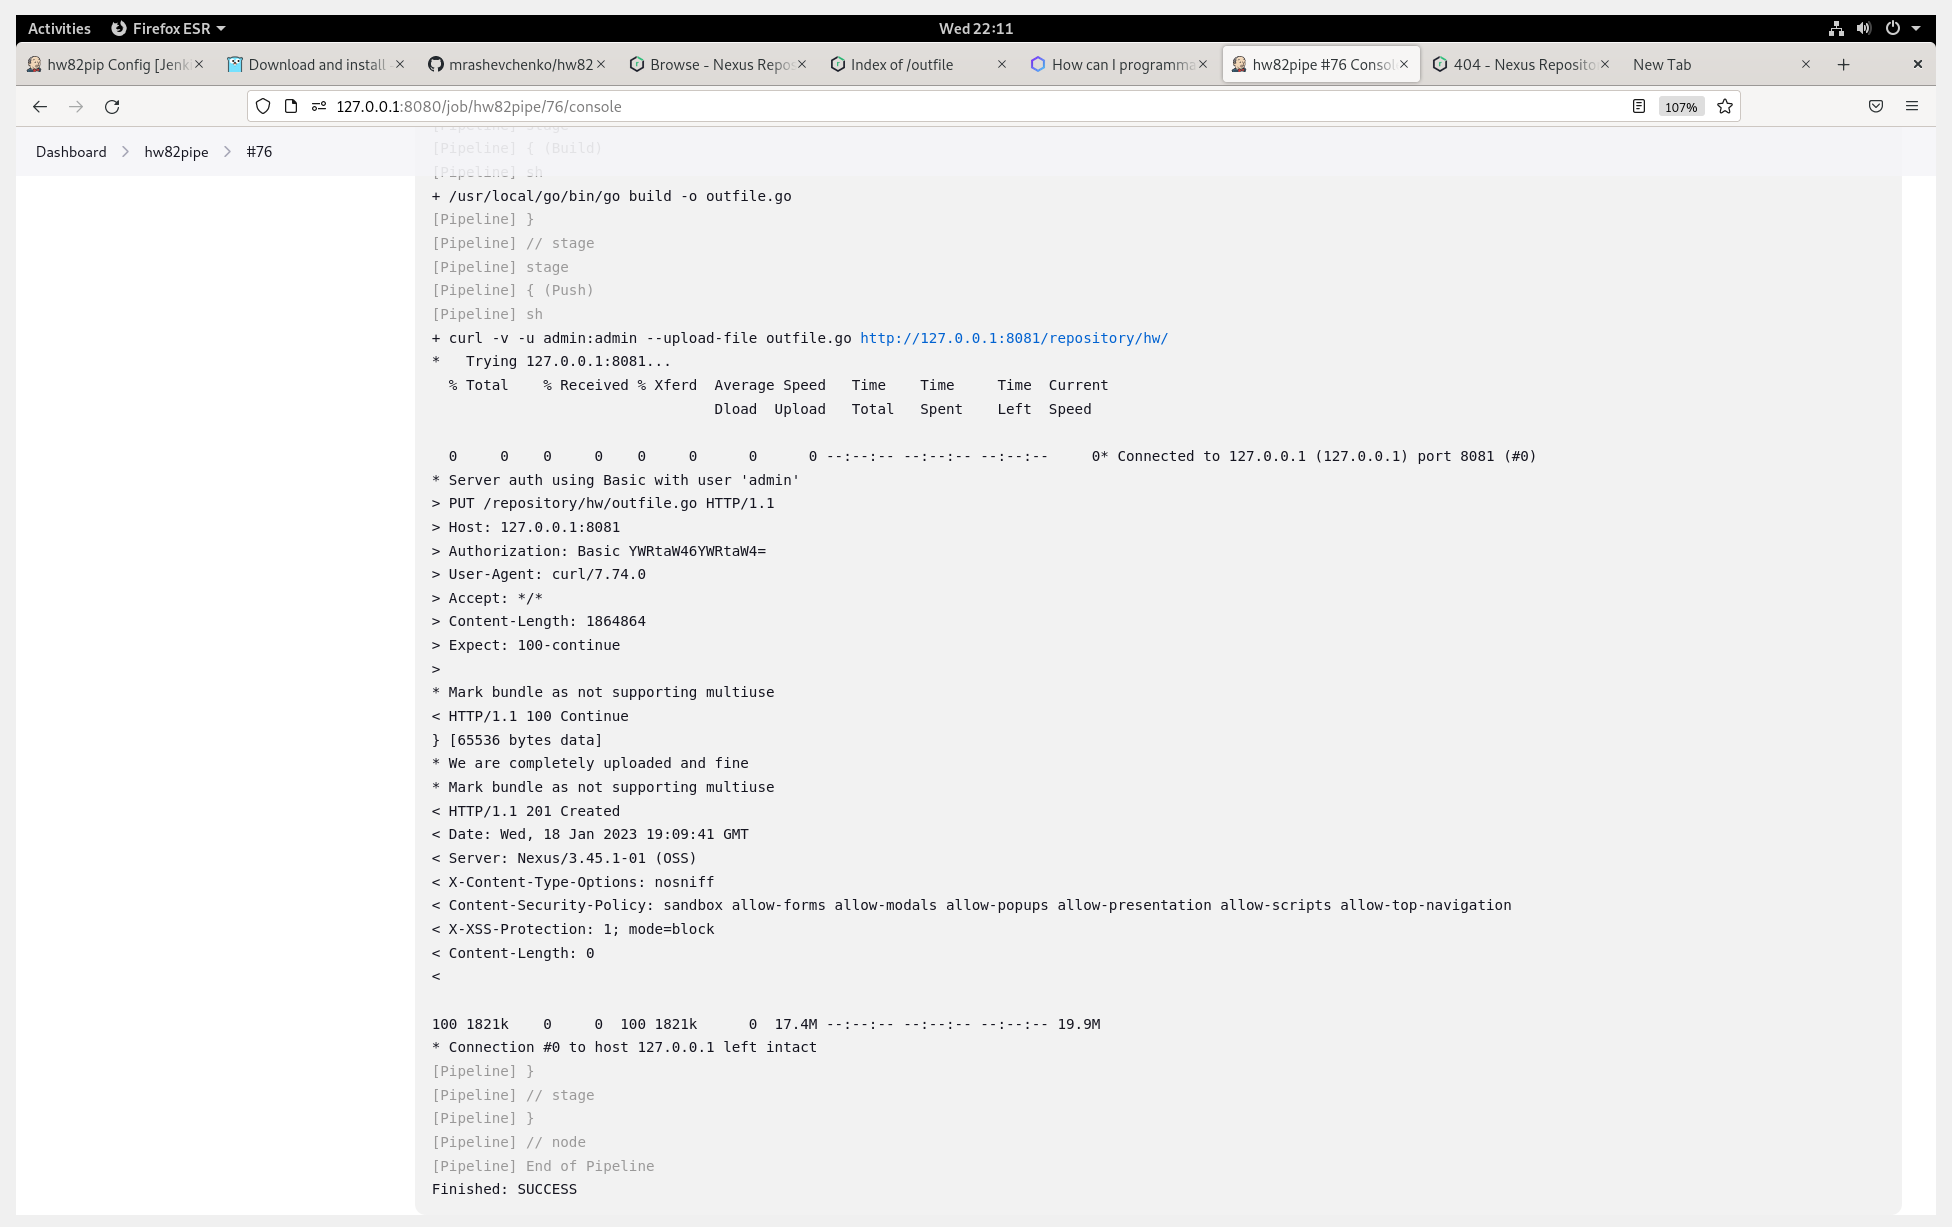 Activities Firefox ESR Wed 22:11
hw82pip Config [Jenk Download and install mrashevchenko/hw82 Browse - Nexus Repos Index of /outfile How can I programma hw82pipe #76 Consol 404 - Nexus Reposito New Tab
127.0.0.1:8080/job/hw82pipe/76/console 107%
Dashboard hw82pipe #76
[Pipeline] stage
[Pipeline] { (Build)
[Pipeline] sh
+ /usr/local/go/bin/go build -o outfile.go
[Pipeline] }
[Pipeline] // stage
[Pipeline] stage
[Pipeline] { (Push)
[Pipeline] sh
+ curl -v -u admin:admin --upload-file outfile.go http://127.0.0.1:8081/repository/hw/
*   Trying 127.0.0.1:8081...
  % Total    % Received % Xferd  Average Speed   Time    Time     Time  Current
                                 Dload  Upload   Total   Spent    Left  Speed
  0     0    0     0    0     0      0      0 --:--:-- --:--:-- --:--:--     0* Connected to 127.0.0.1 (127.0.0.1) port 8081 (#0)
* Server auth using Basic with user 'admin'
> PUT /repository/hw/outfile.go HTTP/1.1
> Host: 127.0.0.1:8081
> Authorization: Basic YWRtaW46YWRtaW4=
> User-Agent: curl/7.74.0
> Accept: */*
> Content-Length: 1864864
> Expect: 100-continue
>
* Mark bundle as not supporting multiuse
< HTTP/1.1 100 Continue
} [65536 bytes data]
* We are completely uploaded and fine
* Mark bundle as not supporting multiuse
< HTTP/1.1 201 Created
< Date: Wed, 18 Jan 2023 19:09:41 GMT
< Server: Nexus/3.45.1-01 (OSS)
< X-Content-Type-Options: nosniff
< Content-Security-Policy: sandbox allow-forms allow-modals allow-popups allow-presentation allow-scripts allow-top-navigation
< X-XSS-Protection: 1; mode=block
< Content-Length: 0
<
100 1821k    0     0  100 1821k      0  17.4M --:--:-- --:--:-- --:--:-- 19.9M
* Connection #0 to host 127.0.0.1 left intact
[Pipeline] }
[Pipeline] // stage
[Pipeline] }
[Pipeline] // node
[Pipeline] End of Pipeline
Finished: SUCCESS